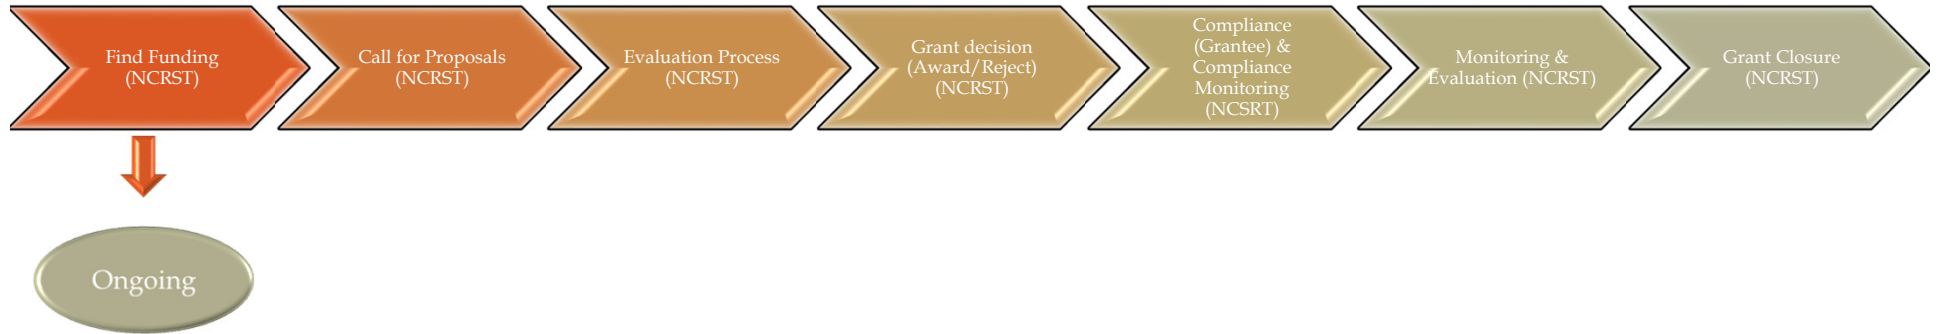 Find Funding
(NCRST)
Call for Proposals
(NCRST)
Evaluation Process
(NCRST)
Grant decision
(Award/Reject)
(NCRST)
Compliance
(Grantee) &
Compliance
Monitoring
(NCSRT)
Monitoring &
Evaluation (NCRST)
Grant Closure
(NCRST)
Ongoing